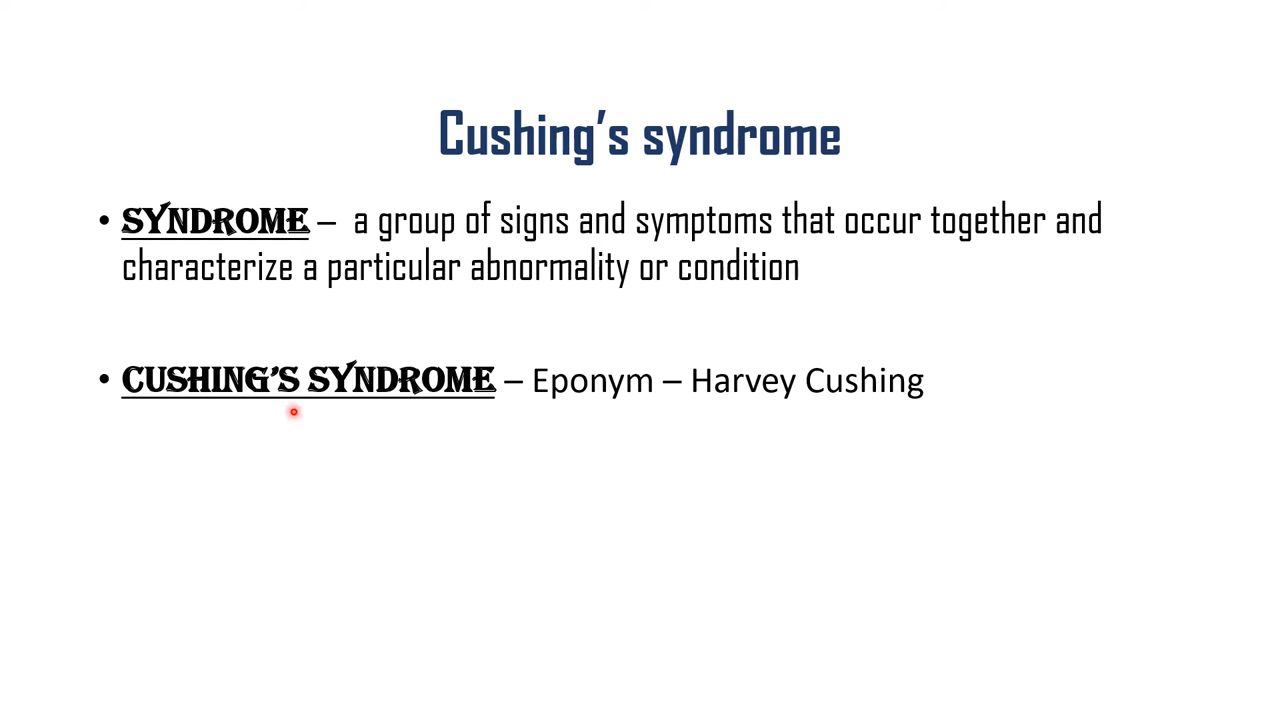 Cushing’s syndrome
• SYNDROME – a group of signs and symptoms that occur together and
characterize a particular abnormality or condition
• CUSHING’S SYNDROME – Eponym – Harvey Cushing